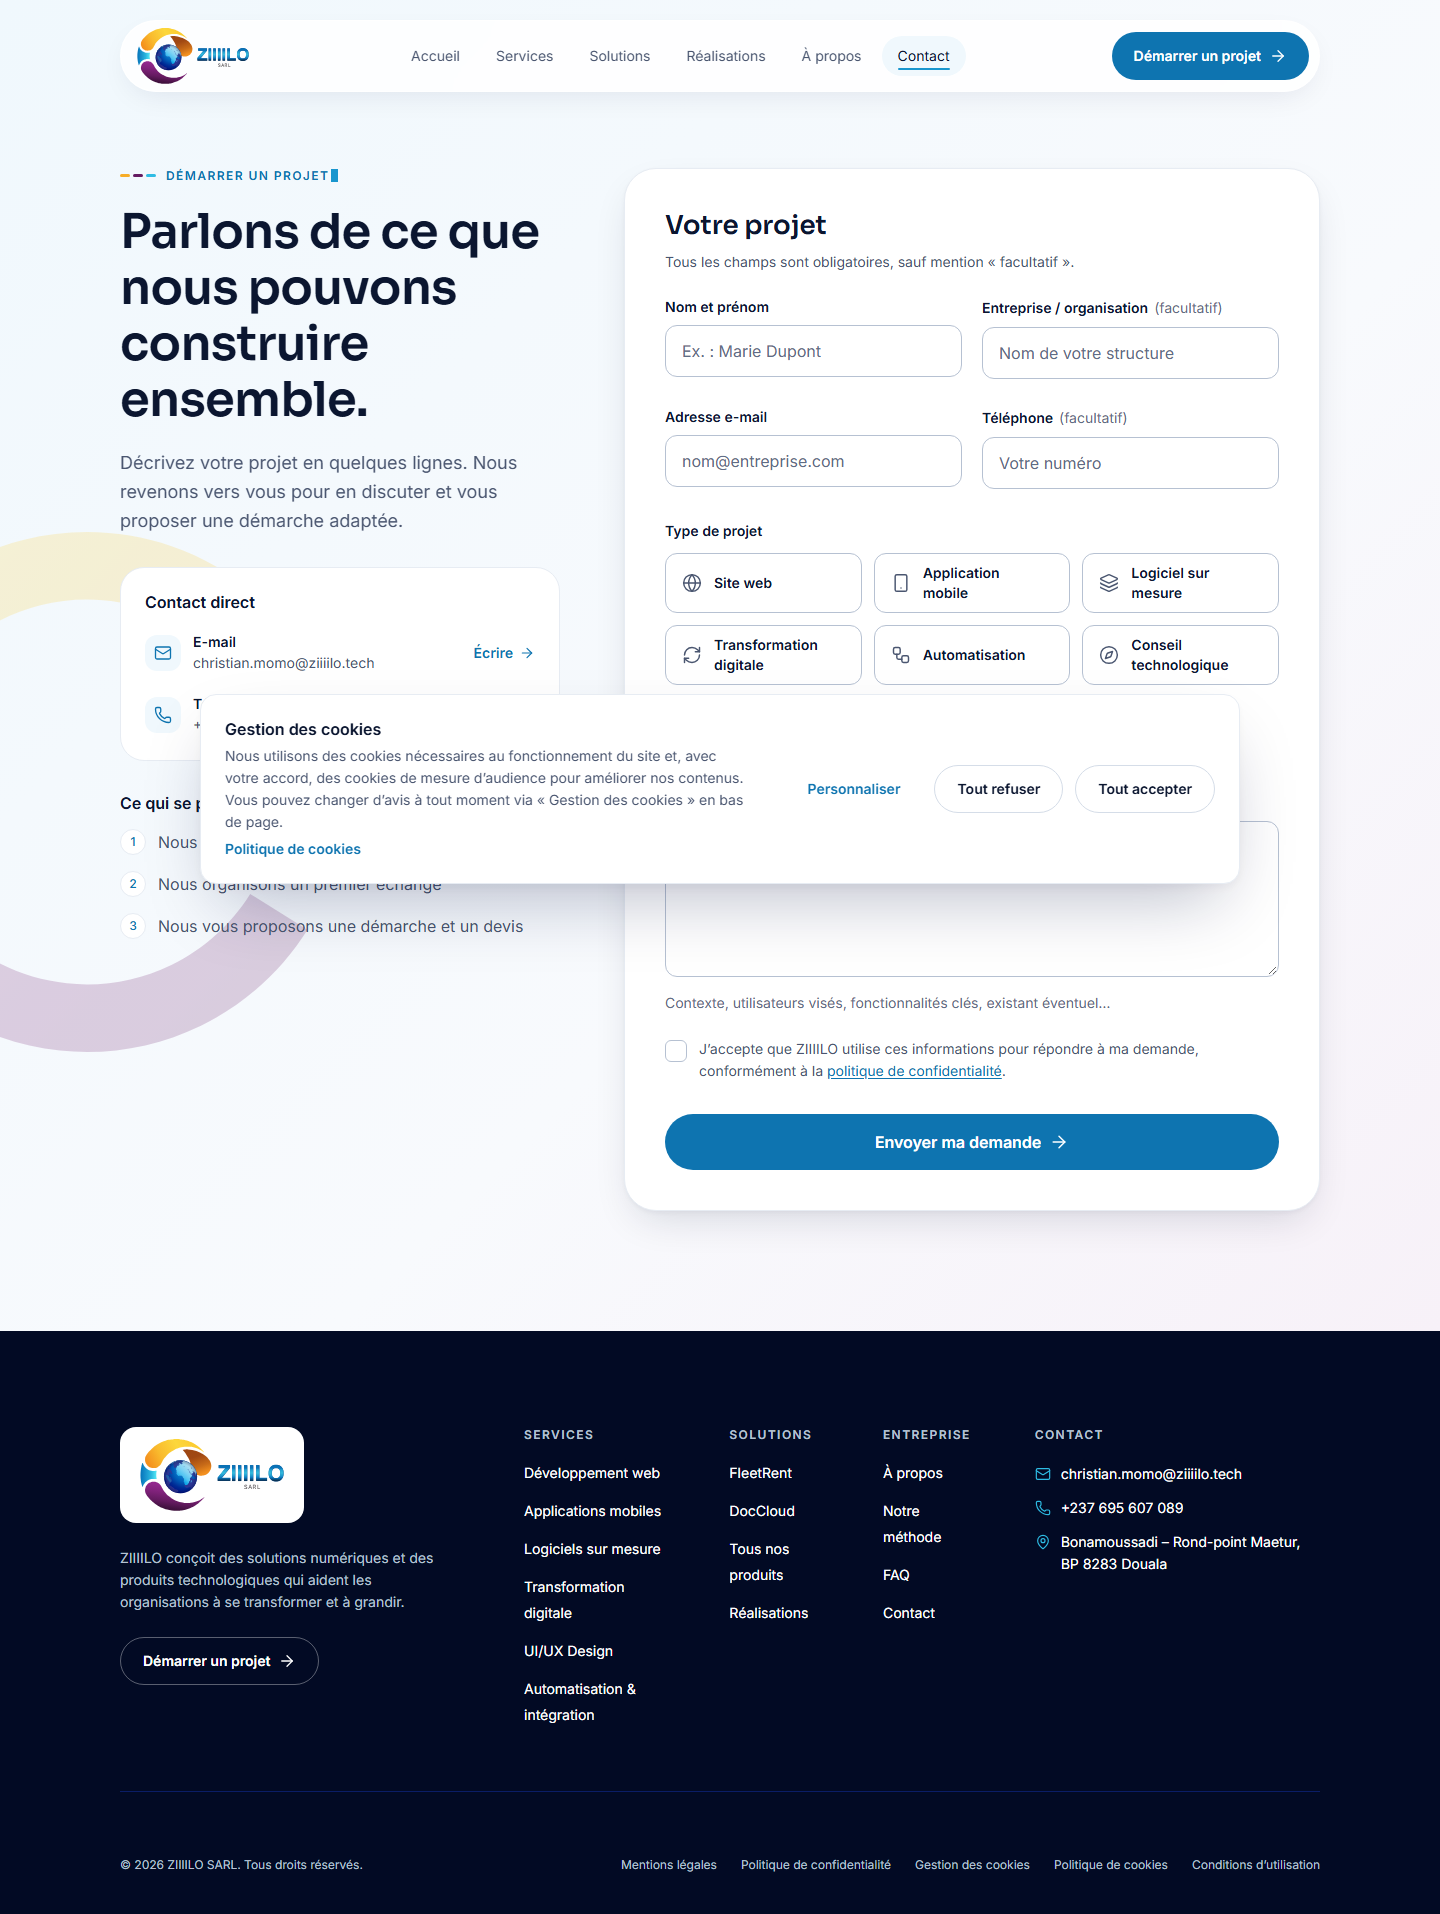 ZIIIILO
SARL
Accueil
Services
Solutions
Réalisations
À propos
Contact
Démarrer un projet
DÉMARRER UN PROJET
Parlons de ce que
nous pouvons
construire
ensemble.
Décrivez votre projet en quelques lignes. Nous
revenons vers vous pour en discuter et vous
proposer une démarche adaptée.
Contact direct
E-mail
christian.momo@ziiiilo.tech
Écrire
Ce qui se
1
Nous
2
Nous organisons un premier échange
3
Nous vous proposons une démarche et un devis
Votre projet
Tous les champs sont obligatoires, sauf mention « facultatif ».
Nom et prénom
Ex. : Marie Dupont
Entreprise / organisation (facultatif)
Nom de votre structure
Adresse e-mail
nom@entreprise.com
Téléphone (facultatif)
Votre numéro
Type de projet
Site web
Application
mobile
Logiciel sur
mesure
Transformation
digitale
Automatisation
Conseil
technologique
Gestion des cookies
Nous utilisons des cookies nécessaires au fonctionnement du site et, avec
votre accord, des cookies de mesure d’audience pour améliorer nos contenus.
Vous pouvez changer d’avis à tout moment via « Gestion des cookies » en bas
de page.
Politique de cookies
Personnaliser
Tout refuser
Tout accepter
Contexte, utilisateurs visés, fonctionnalités clés, existant éventuel…
J’accepte que ZIIIILO utilise ces informations pour répondre à ma demande,
conformément à la politique de confidentialité.
Envoyer ma demande
ZIIIILO
SARL
ZIIIILO conçoit des solutions numériques et des
produits technologiques qui aident les
organisations à se transformer et à grandir.
Démarrer un projet
SERVICES
Développement web
Applications mobiles
Logiciels sur mesure
Transformation
digitale
UI/UX Design
Automatisation &
intégration
SOLUTIONS
FleetRent
DocCloud
Tous nos
produits
Réalisations
ENTREPRISE
À propos
Notre
méthode
FAQ
Contact
CONTACT
christian.momo@ziiiilo.tech
+237 695 607 089
Bonamoussadi – Rond-point Maetur,
BP 8283 Douala
© 2026 ZIIIILO SARL. Tous droits réservés.
Mentions légales
Politique de confidentialité
Gestion des cookies
Politique de cookies
Conditions d’utilisation